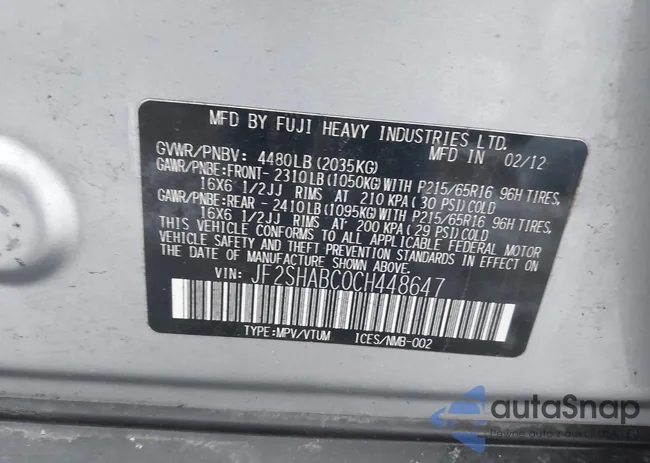 MFD BY FUJI HEAVY INDUSTRIES LTD.
GVWR/PNBV: 4480LB(2035KG) MFD IN 02/12
GAWR/PNBE:FRONT- 2310LB(1050KG)WITH P215/65R16 96H TIRES,
16X6 1/2JJ RIMS AT 210 KPA(30 PSI)COLD
GAWR/PNBE:REAR - 2410LB(1095KG)WITH P215/65R16 96H TIRES,
16X6 1/2JJ RIMS AT 200 KPA(29 PSI)COLD
THIS VEHICLE CONFORMS TO ALL APPLICABLE FEDERAL MOTOR
VEHICLE SAFETY AND THEFT PREVENTION STANDARDS IN EFFECT ON
THE DATE OF MANUFACTURE SHOWN ABOVE.
VIN: JF2SHABC0CH448647
TYPE:MPV/VTUM ICES/NMB-002
autaSnap
Pewne auto z aukcji